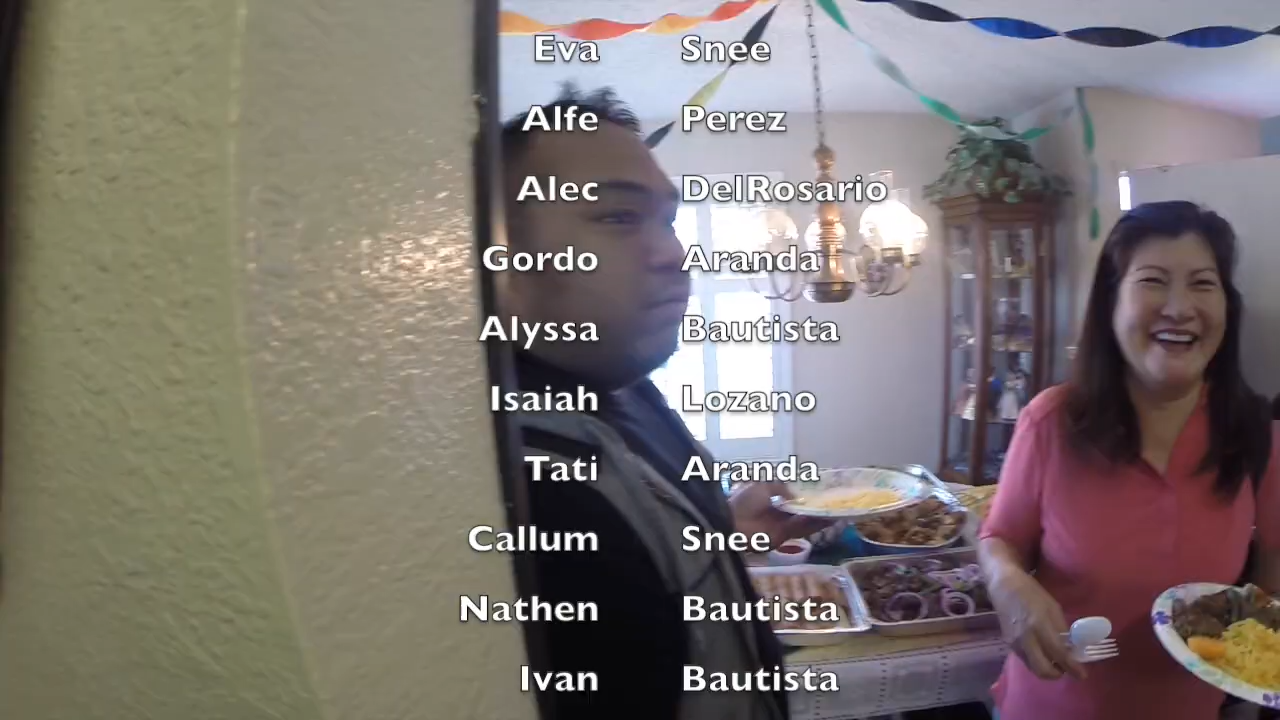 Eva Snee
Alfe Perez
Alec DelRosario
Gordo Aranda
Alyssa Bautista
Isaiah Lozano
Tati Aranda
Callum Snee
Nathen Bautista
Ivan Bautista